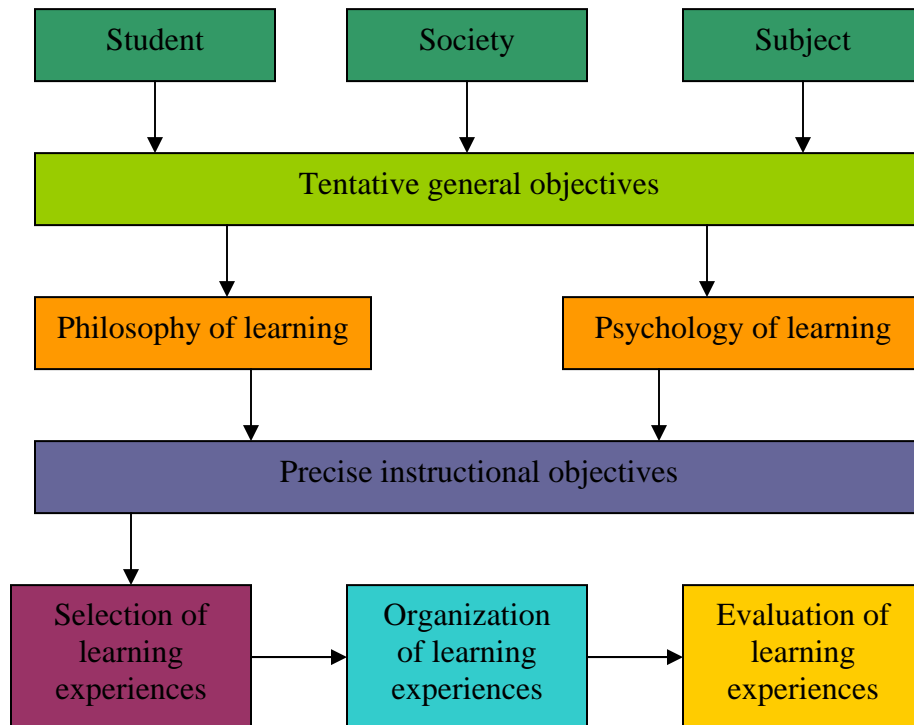 Student
Society
Subject
Tentative general objectives
Philosophy of learning
Psychology of learning
Precise instructional objectives
Selection of
learning
experiences
Organization
of learning
experiences
Evaluation of
learning
experiences